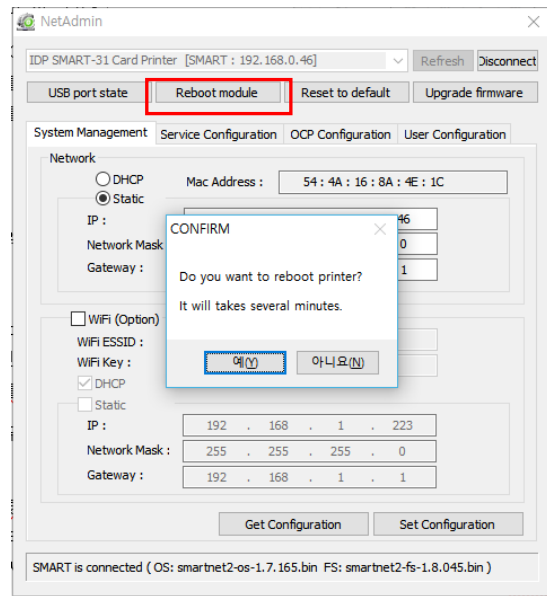 NetAdmin
IDP SMART-31 Card Printer [SMART : 192.168.0.46] Refresh Disconnect
USB port state Reboot module Reset to default Upgrade firmware
System Management Service Configuration OCP Configuration User Configuration
Network
DHCP Mac Address : 54 : 4A : 16 : 8A : 4E : 1C
Static
IP : 46
Network Mask 0
Gateway : 1
CONFIRM
Do you want to reboot printer?
It will takes several minutes.
예(Y) 아니요(N)
WiFi (Option)
WiFi ESSID :
WiFi Key :
DHCP
Static
IP : 192 . 168 . 1 . 223
Network Mask : 255 . 255 . 255 . 0
Gateway : 192 . 168 . 1 . 1
Get Configuration Set Configuration
SMART is connected ( OS: smartnet2-os-1.7.165.bin FS: smartnet2-fs-1.8.045.bin )